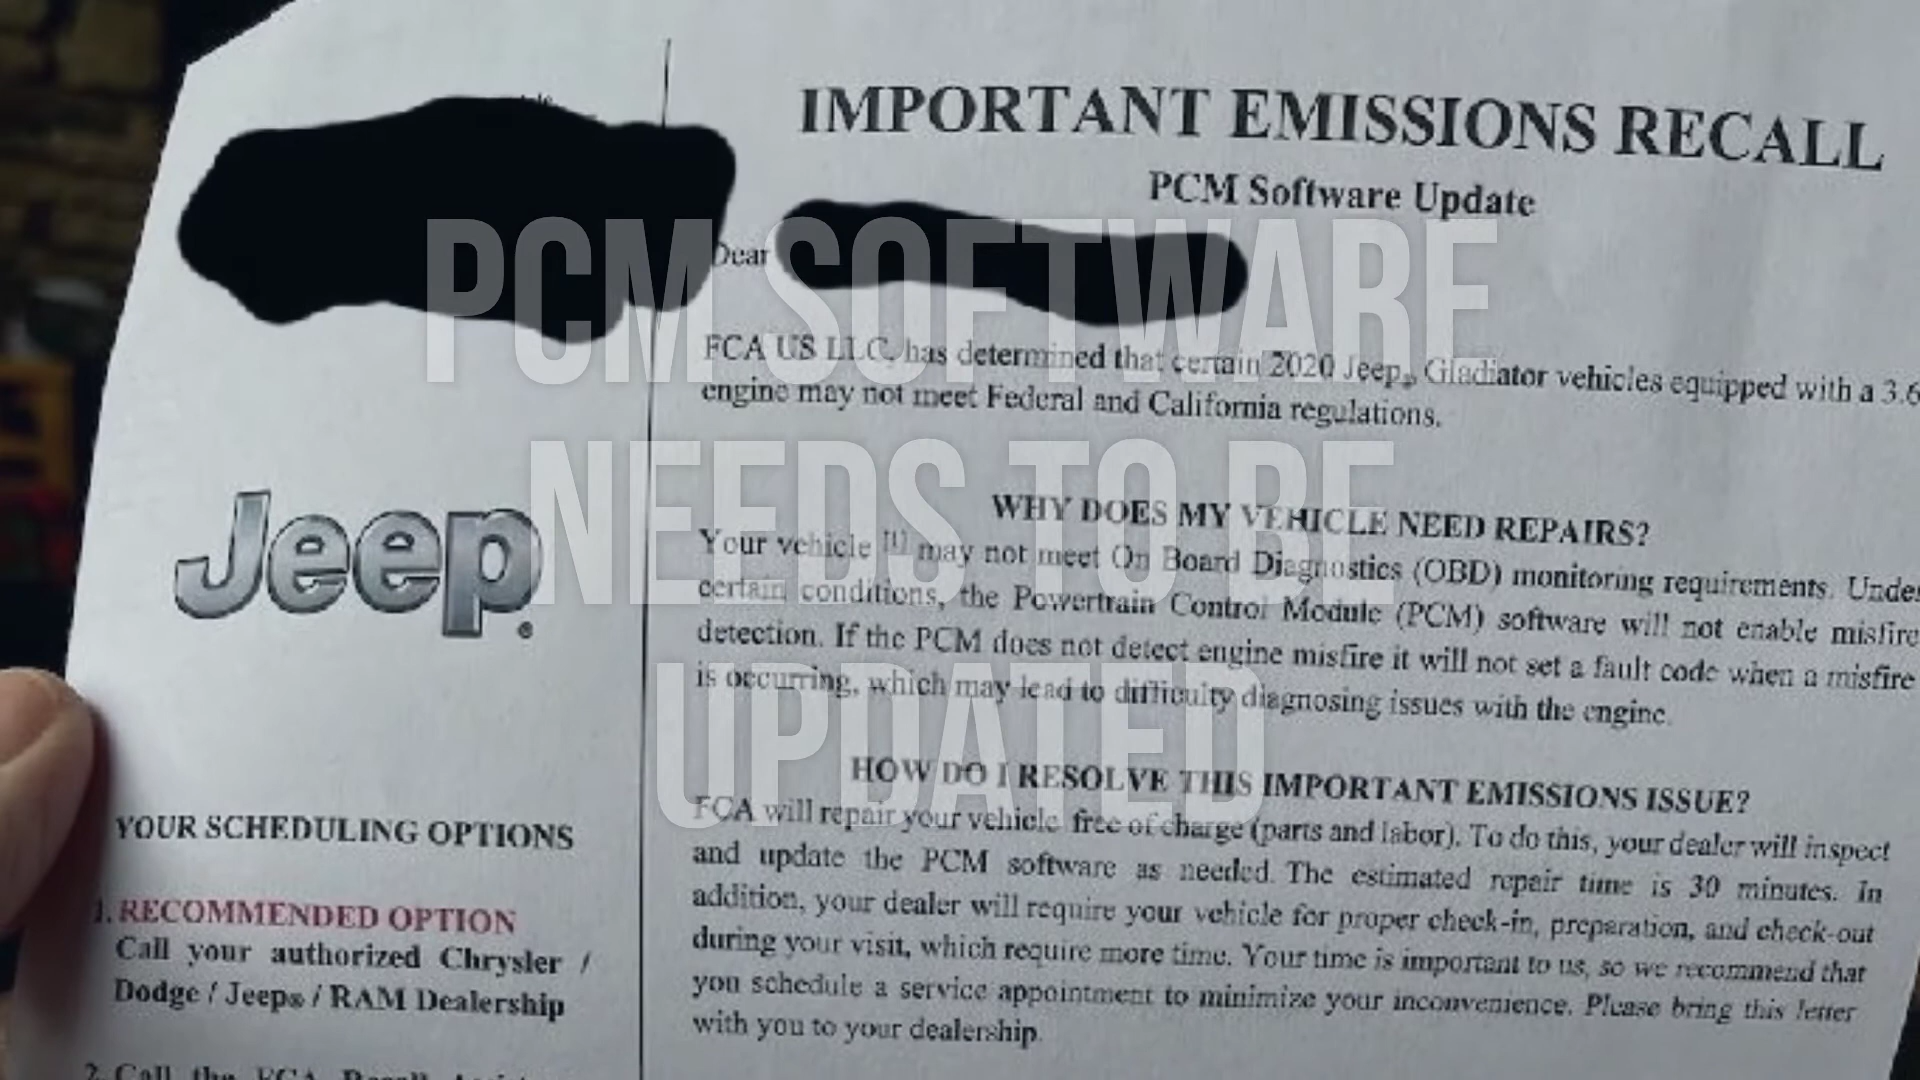 IMPORTANT EMISSIONS RECALL
PCM Software Update
Dear
FCA US LLC, has determined that certain 2020 Jeep® Gladiator vehicles equipped with a 3.6
engine may not meet Federal and California regulations.
WHY DOES MY VEHICLE NEED REPAIRS?
Your vehicle [1] may not meet On Board Diagnostics (OBD) monitoring requirements. Under
certain conditions, the Powertrain Control Module (PCM) software will not enable misfire
detection. If the PCM does not detect engine misfire it will not set a fault code when a misfire
is occurring, which may lead to difficulty diagnosing issues with the engine.
HOW DO I RESOLVE THIS IMPORTANT EMISSIONS ISSUE?
FCA will repair your vehicle free of charge (parts and labor). To do this, your dealer will inspect
and update the PCM software as needed. The estimated repair time is 30 minutes. In
addition, your dealer will require your vehicle for proper check-in, preparation, and check-out
during your visit, which require more time. Your time is important to us, so we recommend that
you schedule a service appointment to minimize your inconvenience. Please bring this letter
with you to your dealership.
Jeep®
YOUR SCHEDULING OPTIONS
1. RECOMMENDED OPTION
Call your authorized Chrysler /
Dodge / Jeep® / RAM Dealership
2. Call the FCA Recall
PCM SOFTWARE
NEEDS TO BE
UPDATED